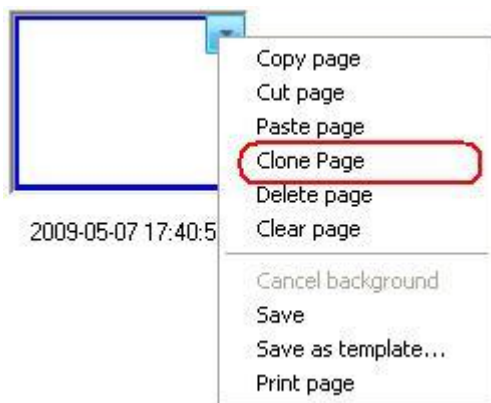 Copy page
Cut page
Paste page
Clone Page
Delete page
2009-05-07 17:40:5
Clear page
Cancel background
Save
Save as template...
Print page